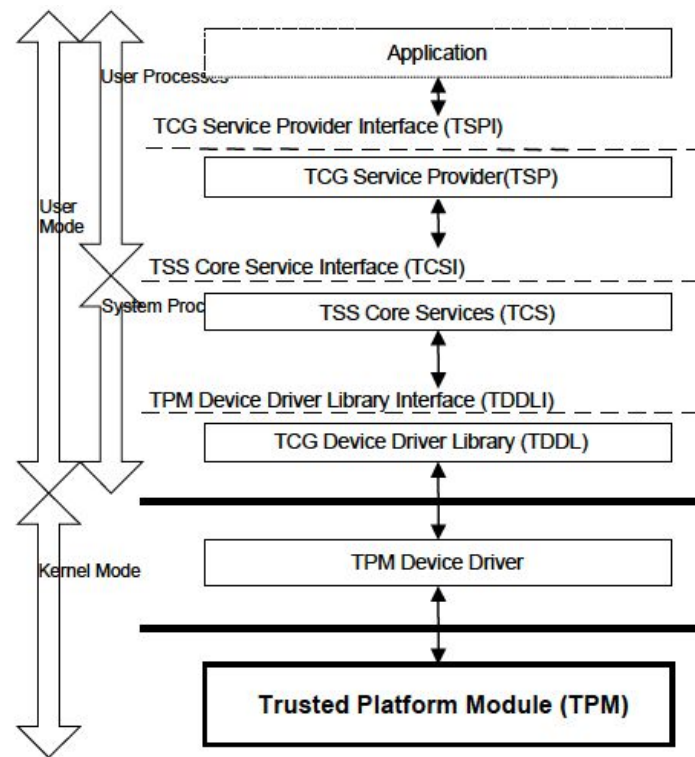 Application
User Processes
TCG Service Provider Interface (TSPI)
TCG Service Provider(TSP)
User
Mode
TSS Core Service Interface (TCSI)
System Proc
TSS Core Services (TCS)
TPM Device Driver Library Interface (TDDLI)
TCG Device Driver Library (TDDL)
TPM Device Driver
Kernel Mode
Trusted Platform Module (TPM)